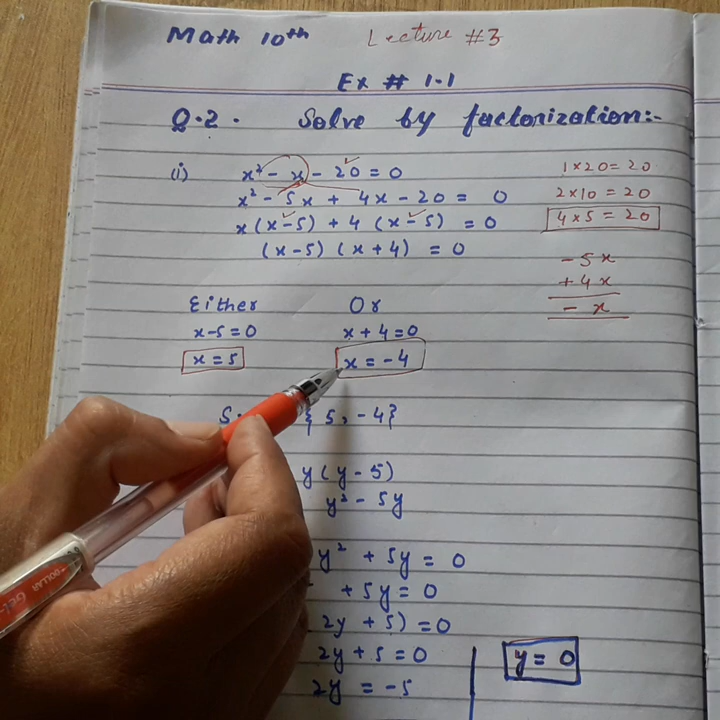 Math 10th Lecture #3
Ex # 1.1
Q.2. Solve by factorization:-
(i) x² - x - 20 = 0
x² - 5x + 4x - 20 = 0
x(x-5) + 4(x-5) = 0
(x-5)(x+4) = 0
1×20 = 20
2×10 = 20
4×5 = 20
-5x
+4x
- x
Either Or
x-5=0 x+4=0
x = 5 x = -4
{5, -4}
y(y-5)
y² - 5y
y² + 5y = 0
+5y = 0
2y + 5) = 0
2y + 5 = 0 y = 0
2y = -5
DOLLAR Gel-